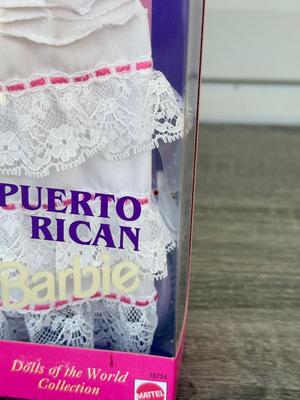 PUERTO
RICAN
Barbie
16754
Dolls of the World
Collection
MATTEL